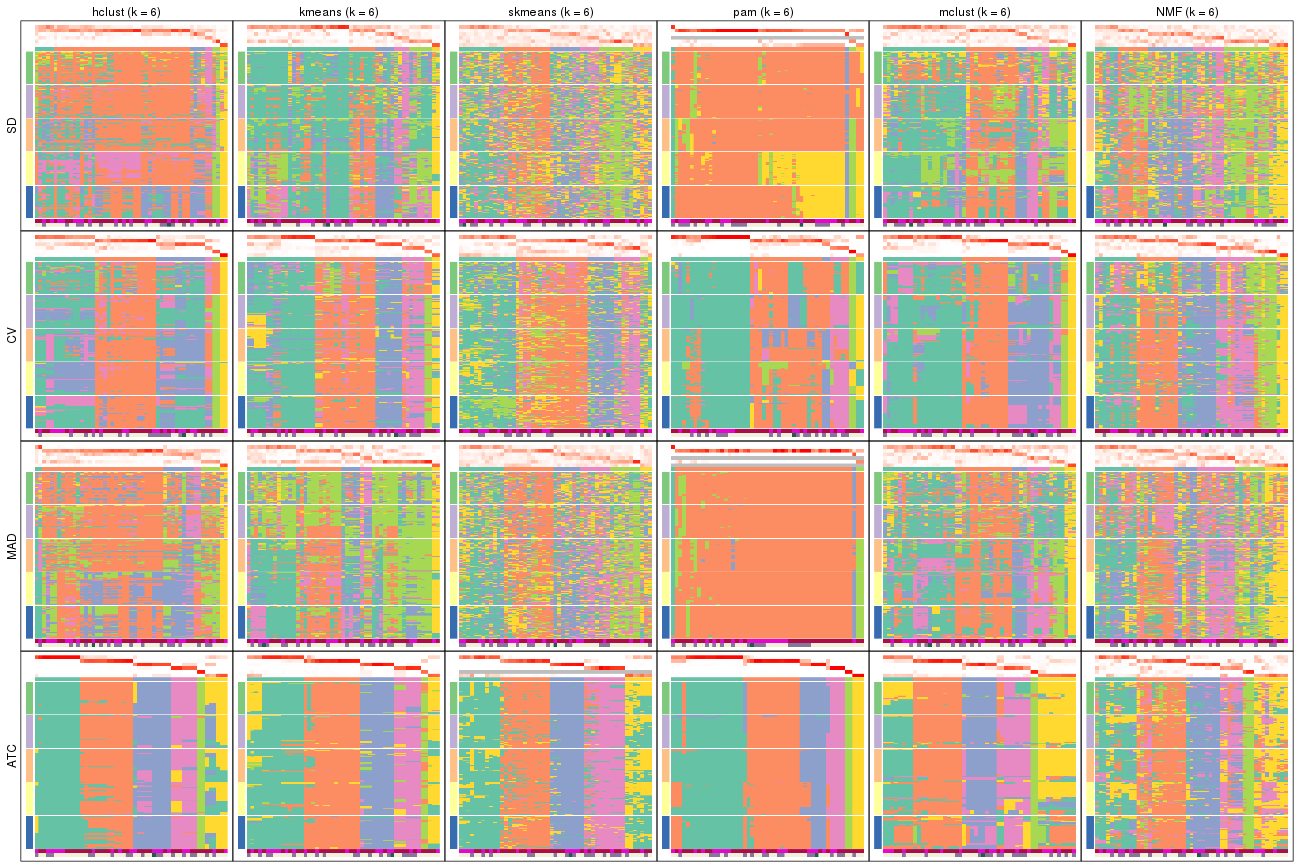 hclust (k = 6) kmeans (k = 6) skmeans (k = 6) pam (k = 6) mclust (k = 6) NMF (k = 6)
SD
CV
MAD
ATC